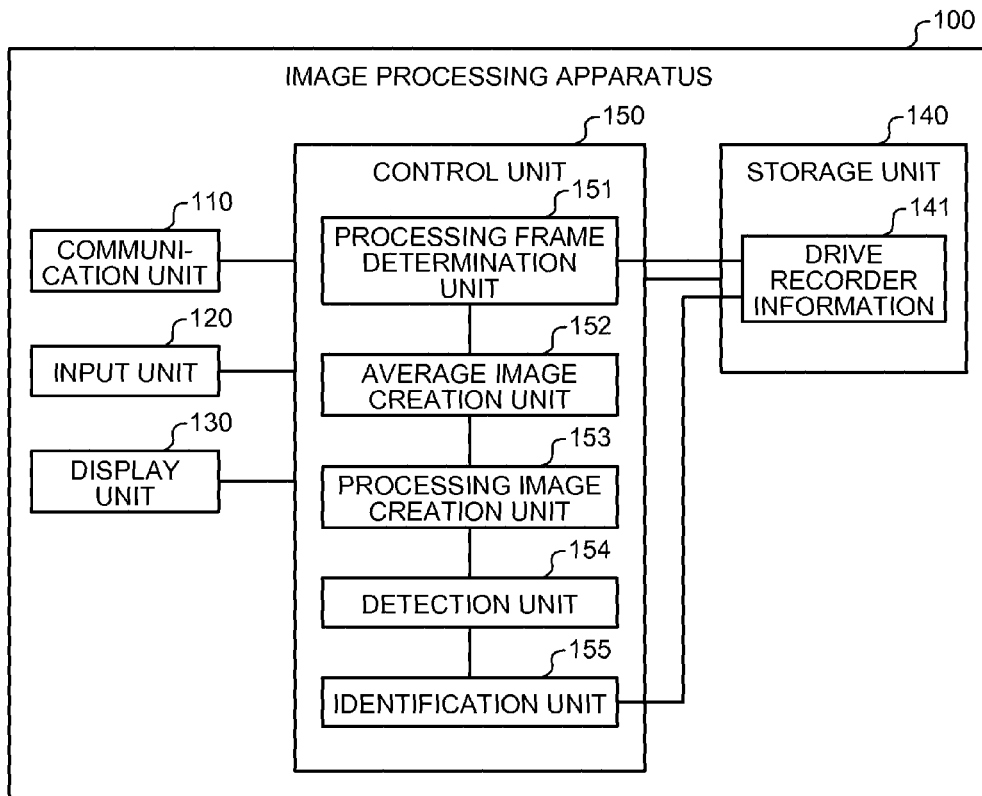 100
IMAGE PROCESSING APPARATUS
110
COMMUNI-
CATION UNIT
120
INPUT UNIT
130
DISPLAY
UNIT
150
CONTROL UNIT
151
PROCESSING FRAME
DETERMINATION
UNIT
152
AVERAGE IMAGE
CREATION UNIT
153
PROCESSING IMAGE
CREATION UNIT
154
DETECTION UNIT
155
IDENTIFICATION UNIT
140
STORAGE UNIT
141
DRIVE
RECORDER
INFORMATION